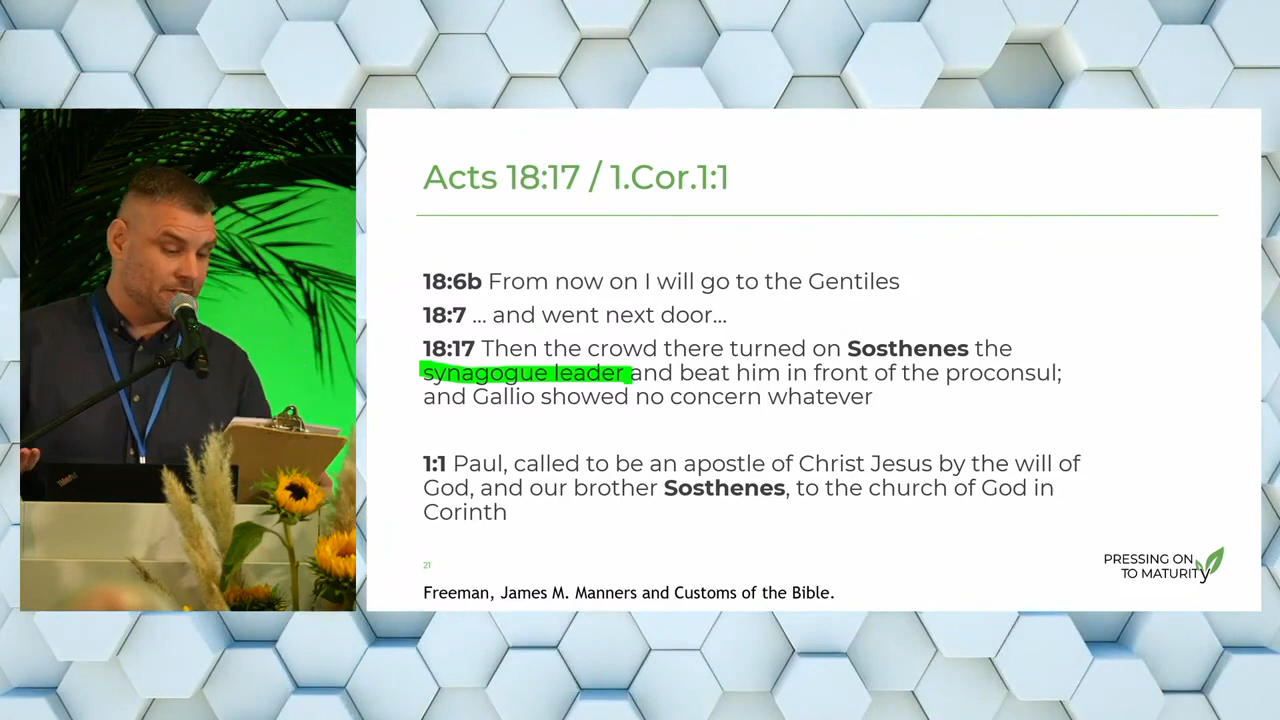 Acts 18:17 / 1.Cor.1:1
18:6b From now on I will go to the Gentiles
18:7 ... and went next door...
18:17 Then the crowd there turned on Sosthenes the
synagogue leader and beat him in front of the proconsul;
and Gallio showed no concern whatever
1:1 Paul, called to be an apostle of Christ Jesus by the will of
God, and our brother Sosthenes, to the church of God in
Corinth
21
PRESSING ON
TO MATURITY
Freeman, James M. Manners and Customs of the Bible.
ThinkPad